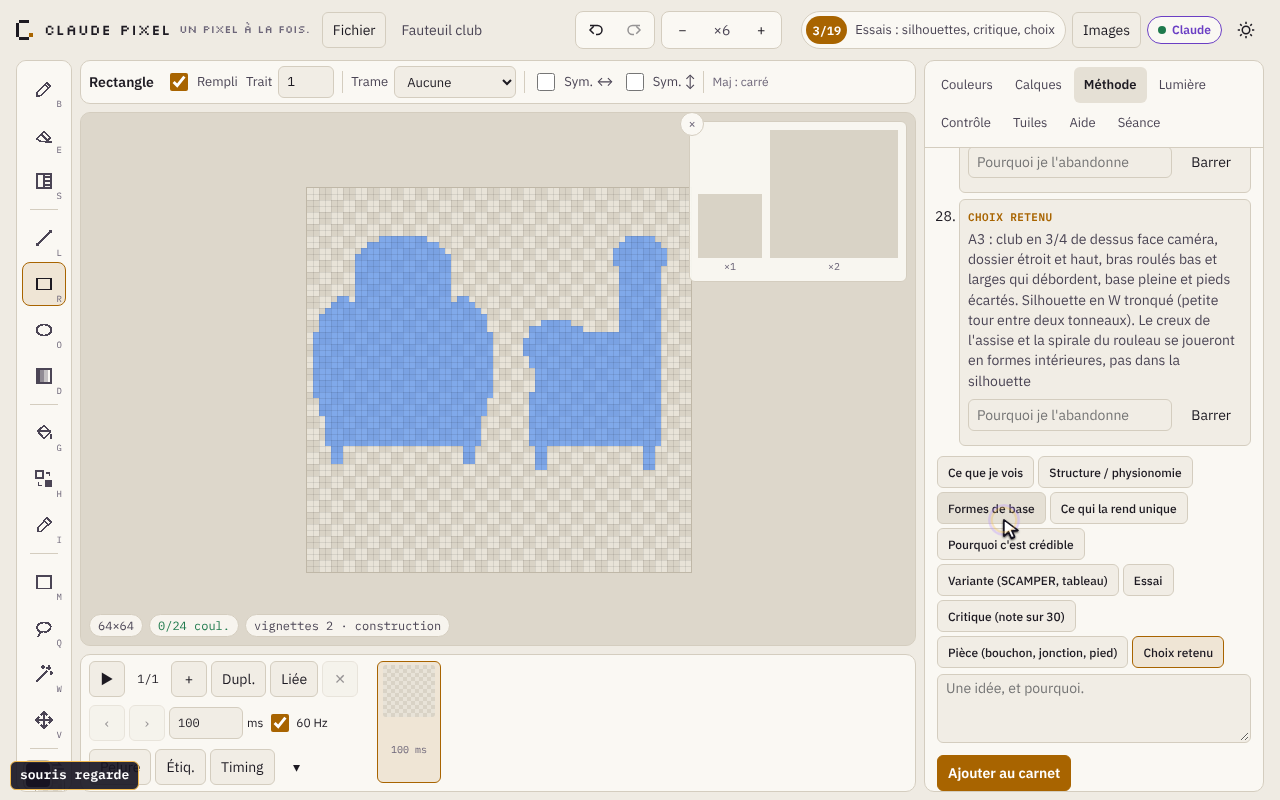 CLAUDE PIXEL
UN PIXEL À LA FOIS.
Fichier
Fauteuil club
− ×6 +
3/19 Essais : silhouettes, critique, choix
Images
Claude
Rectangle
Rempli
Trait
1
Trame
Aucune
Sym. ↔
Sym. ↕
Maj : carré
B
E
S
L
R
O
D
G
H
I
M
Q
W
V
×
×1
×2
64×64
0/24 coul.
vignettes 2 · construction
1/1
+
Dupl.
Liée
×
‹
›
100
ms
60 Hz
Étiq.
Timing
▼
100 ms
souris regarde
Couleurs
Calques
Méthode
Lumière
Contrôle
Tuiles
Aide
Séance
Pourquoi je l'abandonne
Barrer
28.
CHOIX RETENU
A3 : club en 3/4 de dessus face caméra,
dossier étroit et haut, bras roulés bas et
larges qui débordent, base pleine et pieds
écartés. Silhouette en W tronqué (petite
tour entre deux tonneaux). Le creux de
l'assise et la spirale du rouleau se joueront
en formes intérieures, pas dans la
silhouette
Pourquoi je l'abandonne
Barrer
Ce que je vois
Structure / physionomie
Formes de base
Ce qui la rend unique
Pourquoi c'est crédible
Variante (SCAMPER, tableau)
Essai
Critique (note sur 30)
Pièce (bouchon, jonction, pied)
Choix retenu
Une idée, et pourquoi.
Ajouter au carnet